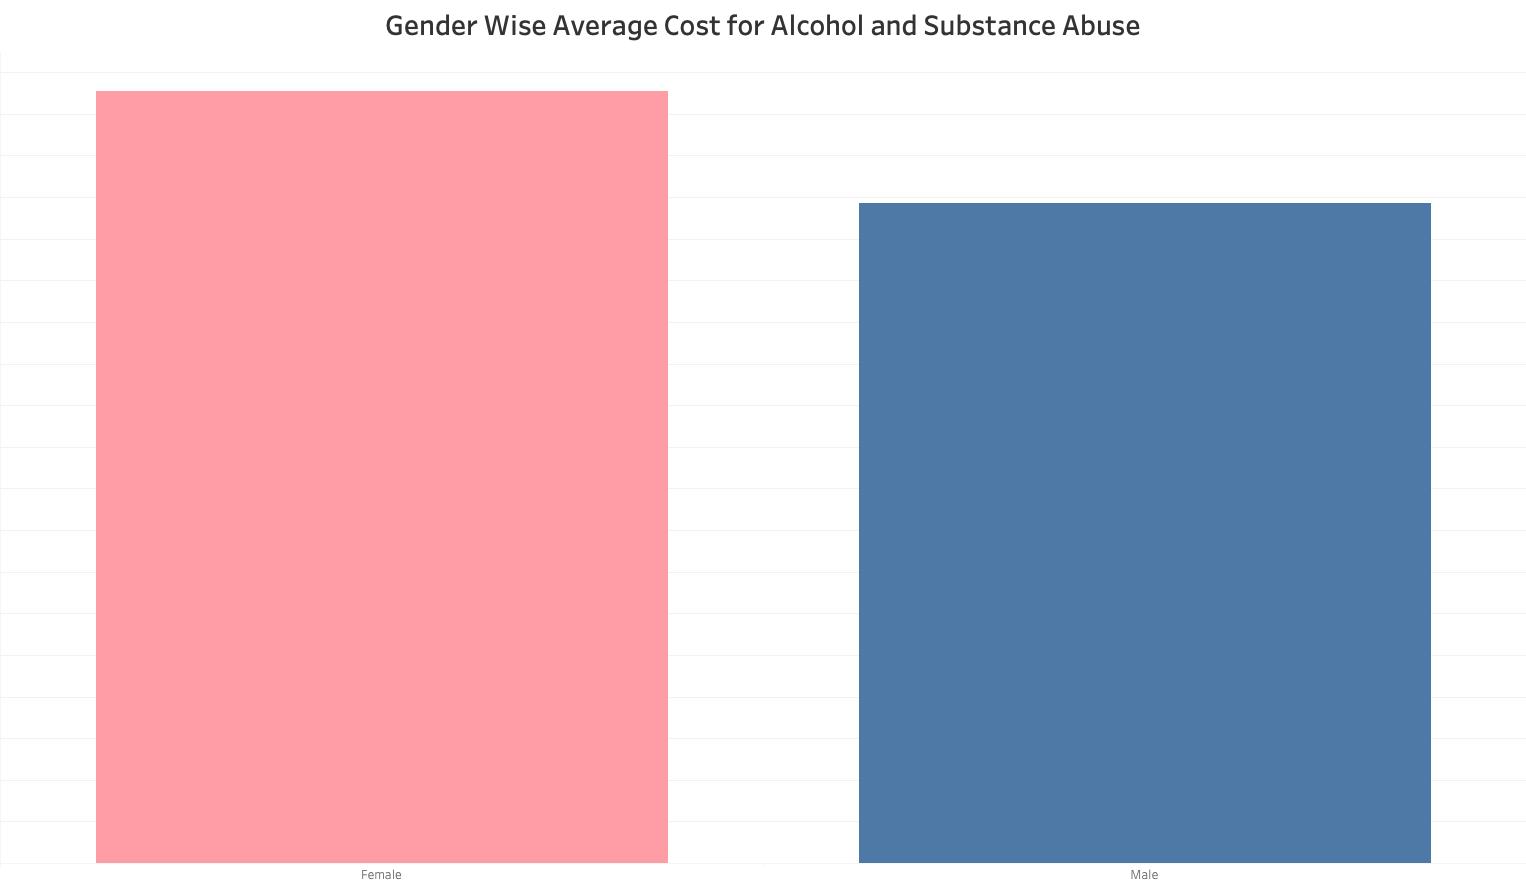 Gender Wise Average Cost for Alcohol and Substance Abuse
Female
Male